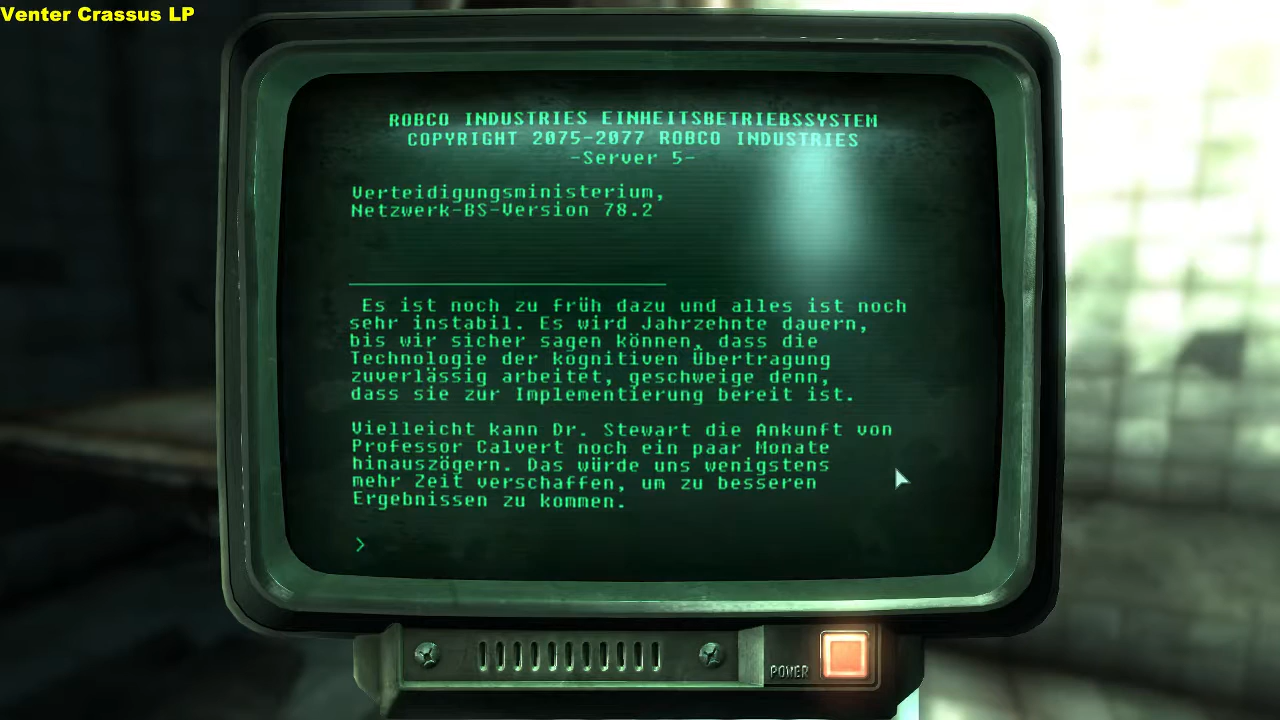 Venter Crassus LP
ROBCO INDUSTRIES EINHEITSBETRIEBSSYSTEM
COPYRIGHT 2075-2077 ROBCO INDUSTRIES
-Server 5-
Verteidigungsministerium,
Netzwerk-BS-Version 78.2
Es ist noch zu früh dazu und alles ist noch
sehr instabil. Es wird Jahrzehnte dauern,
bis wir sicher sagen können, dass die
Technologie der kognitiven Übertragung
zuverlässig arbeitet, geschweige denn,
dass sie zur Implementierung bereit ist.
Vielleicht kann Dr. Stewart die Ankunft von
Professor Calvert noch ein paar Monate
hinauszögern. Das würde uns wenigstens
mehr Zeit verschaffen, um zu besseren
Ergebnissen zu kommen.
>
POWER